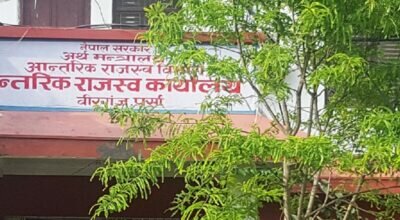 नेपाल सरकार
अर्थ मन्त्रालय
आन्तरिक राजस्व
न्तरिक राजस्व कार्यालय
वीरगंज पर्सा